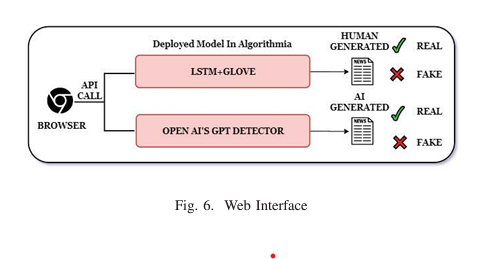 Deployed Model In Algorithmia
HUMAN
GENERATED
REAL
LSTM+GLOVE
NEWS
FAKE
API
CALL
BROWSER
AI
GENERATED
REAL
OPEN AI'S GPT DETECTOR
NEWS
FAKE
Fig. 6. Web Interface